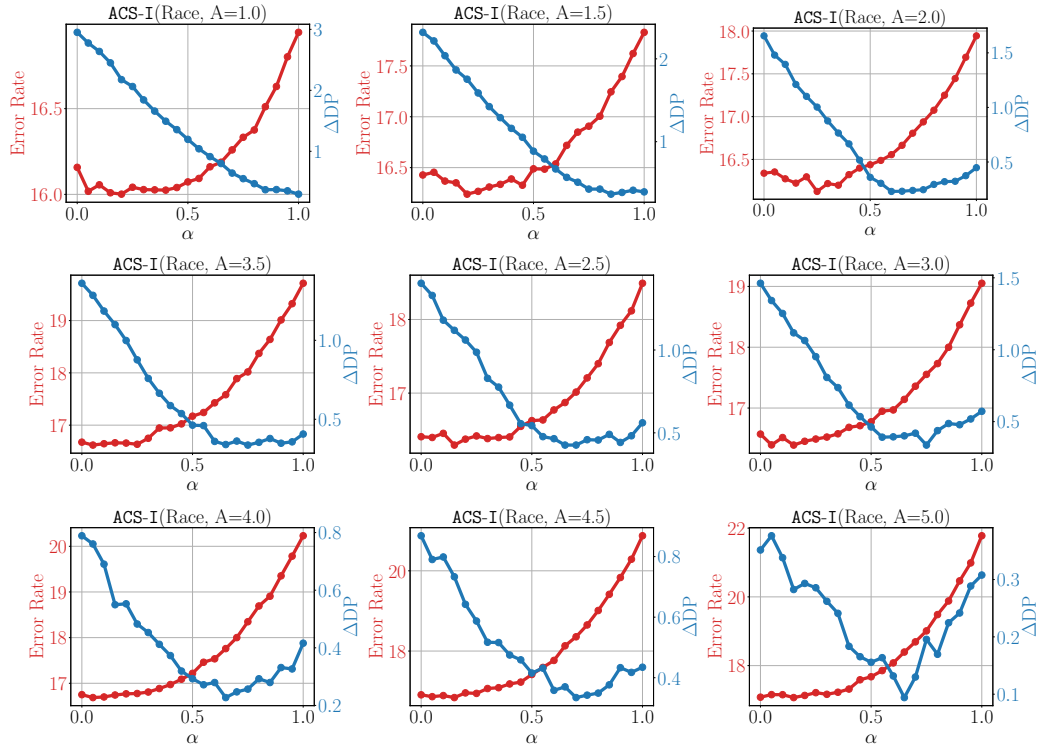 ACS-I(Race, A=1.0)
Error Rate
16.5
16.0
3
2
1
ΔDP
0.0
0.5
1.0
α
ACS-I(Race, A=1.5)
Error Rate
17.5
17.0
16.5
2
1
ΔDP
0.0
0.5
1.0
α
ACS-I(Race, A=2.0)
Error Rate
18.0
17.5
17.0
16.5
1.5
1.0
0.5
ΔDP
0.0
0.5
1.0
α
ACS-I(Race, A=3.5)
Error Rate
19
18
17
1.0
0.5
ΔDP
0.0
0.5
1.0
α
ACS-I(Race, A=2.5)
Error Rate
18
17
1.0
0.5
ΔDP
0.0
0.5
1.0
α
ACS-I(Race, A=3.0)
Error Rate
19
18
17
1.5
1.0
0.5
ΔDP
0.0
0.5
1.0
α
ACS-I(Race, A=4.0)
Error Rate
20
19
18
17
0.8
0.6
0.4
0.2
ΔDP
0.0
0.5
1.0
α
ACS-I(Race, A=4.5)
Error Rate
20
19
18
17
0.8
0.6
0.4
ΔDP
0.0
0.5
1.0
α
ACS-I(Race, A=5.0)
Error Rate
22
20
18
0.3
0.2
0.1
ΔDP
0.0
0.5
1.0
α